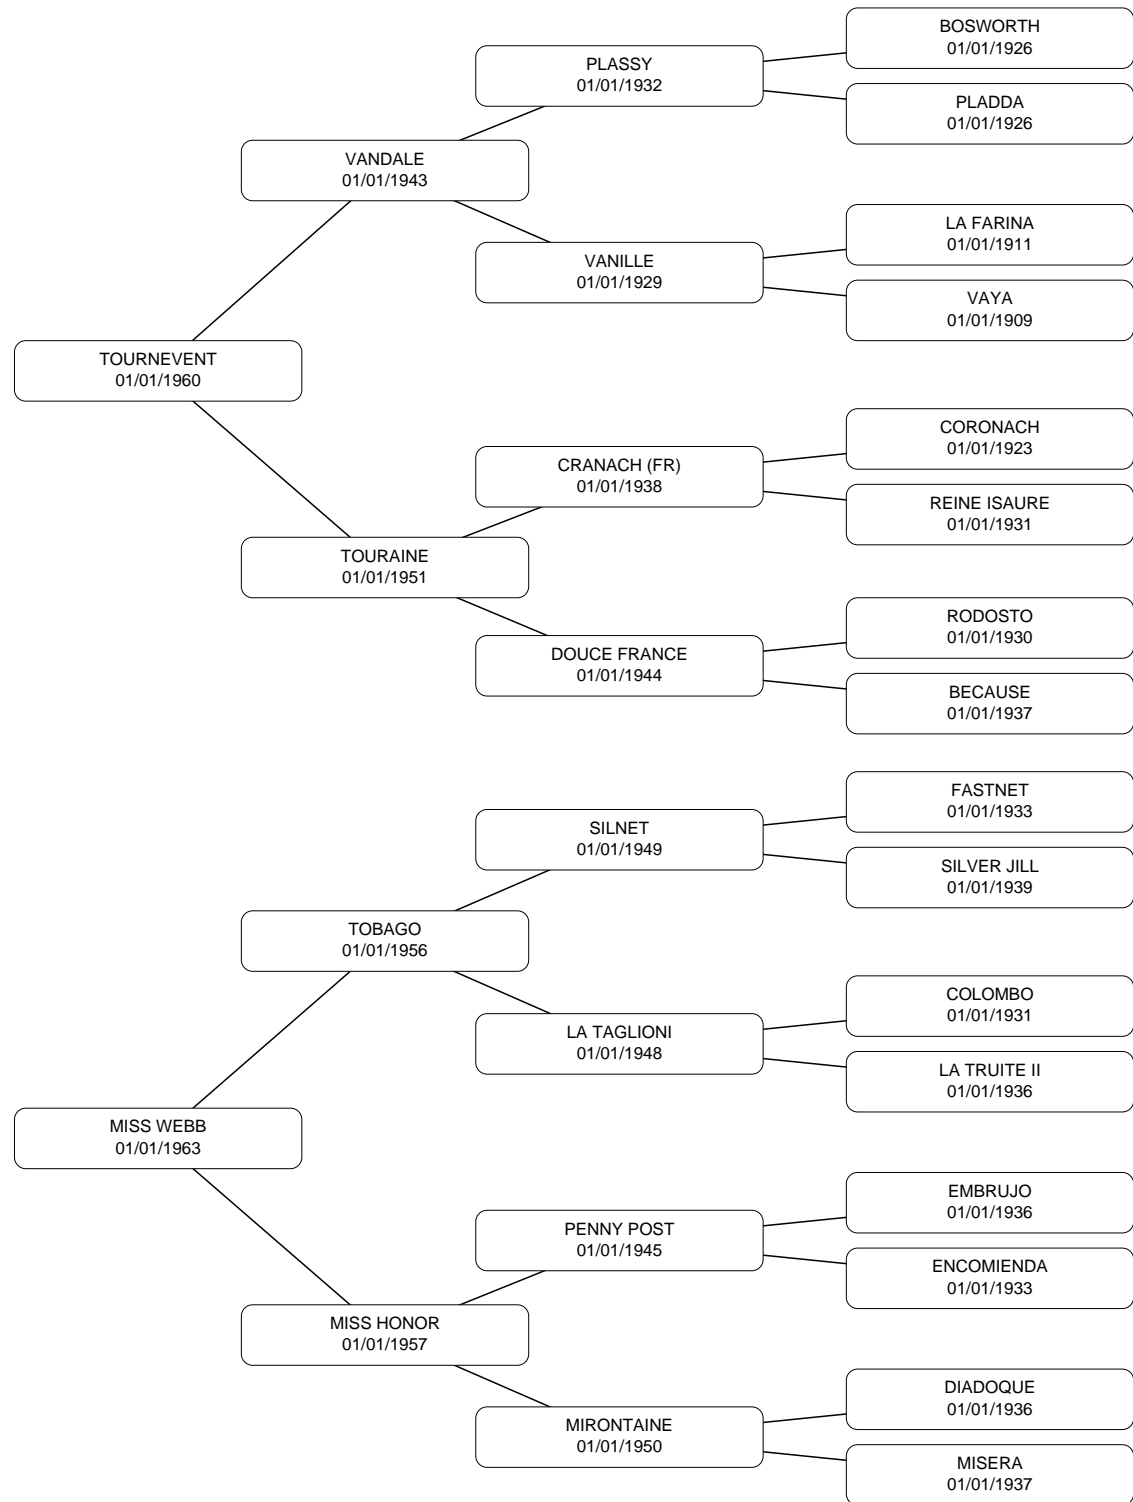 BOSWORTH
01/01/1926
PLASSY
01/01/1932
PLADDA
01/01/1926
VANDALE
01/01/1943
LA FARINA
01/01/1911
VANILLE
01/01/1929
VAYA
01/01/1909
TOURNEVENT
01/01/1960
CORONACH
01/01/1923
CRANACH (FR)
01/01/1938
REINE ISAURE
01/01/1931
TOURAINE
01/01/1951
RODOSTO
01/01/1930
DOUCE FRANCE
01/01/1944
BECAUSE
01/01/1937
FASTNET
01/01/1933
SILNET
01/01/1949
SILVER JILL
01/01/1939
TOBAGO
01/01/1956
COLOMBO
01/01/1931
LA TAGLIONI
01/01/1948
LA TRUITE II
01/01/1936
MISS WEBB
01/01/1963
EMBRUJO
01/01/1936
PENNY POST
01/01/1945
ENCOMIENDA
01/01/1933
MISS HONOR
01/01/1957
DIADOQUE
01/01/1936
MIRONTAINE
01/01/1950
MISERA
01/01/1937